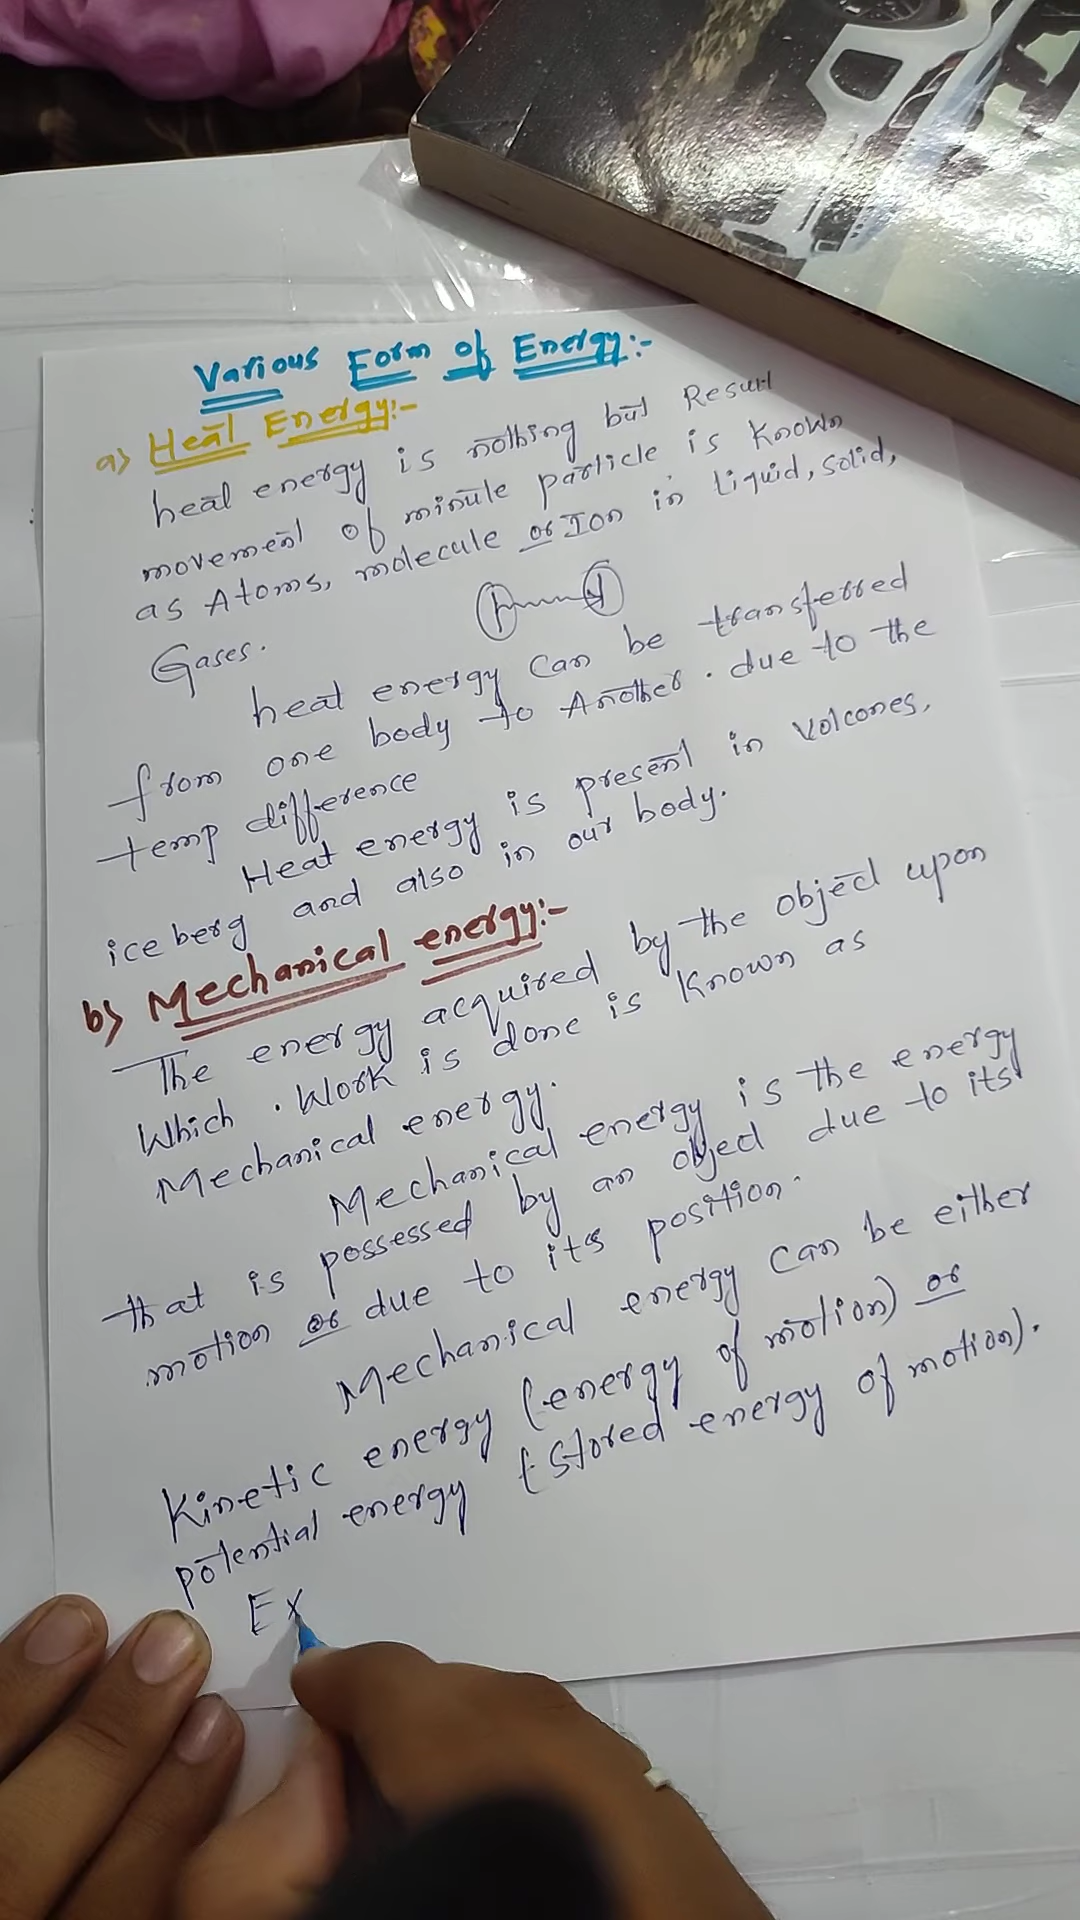 Various Form of Energy:-
a) Heat Energy:-
heat energy is nothing but Result
movement of minute particle is known
as Atoms, molecule or Ion in Liquid, Solid,
Gases.
heat energy can be transferred
from one body to Another. due to the
temp difference
Heat energy is present in volcones,
iceberg and also in our body.
b) Mechanical energy:-
The energy acquired by the object upon
Which . Work is done is known as
Mechanical energy.
Mechanical energy is the energy
that is possessed by an object due to its
motion or due to its position.
Mechanical energy can be either
Kinetic energy (energy of motion) or
potential energy (stored energy of motion).
Ex